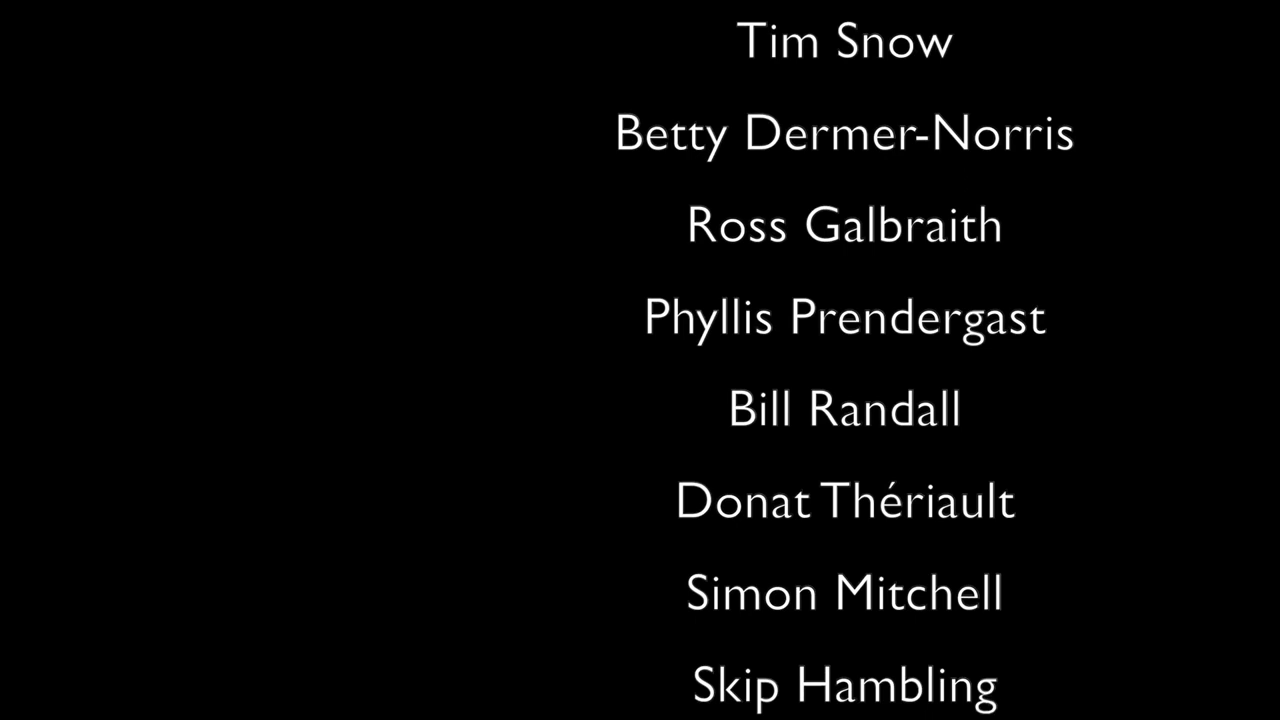 Tim Snow
Betty Dermer-Norris
Ross Galbraith
Phyllis Prendergast
Bill Randall
Donat Thériault
Simon Mitchell
Skip Hambling